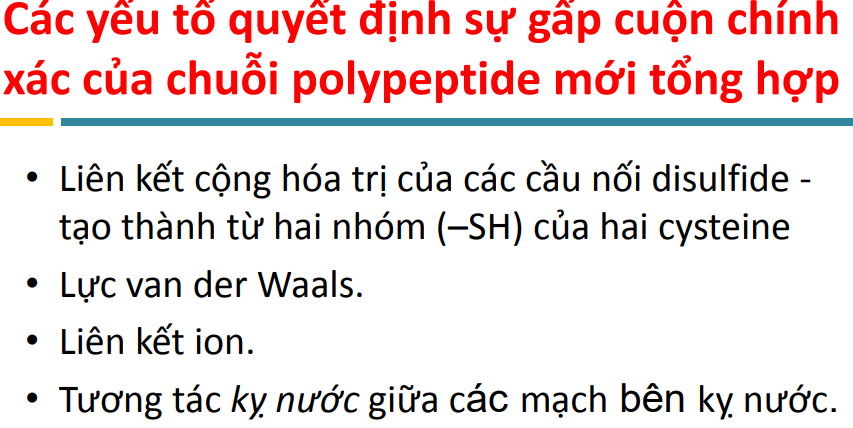 Các yếu tố quyết định sự gấp cuộn chính
xác của chuỗi polypeptide mới tổng hợp
• Liên kết cộng hóa trị của các cầu nối disulfide -
tạo thành từ hai nhóm (–SH) của hai cysteine
• Lực van der Waals.
• Liên kết ion.
• Tương tác kỵ nước giữa các mạch bên kỵ nước.